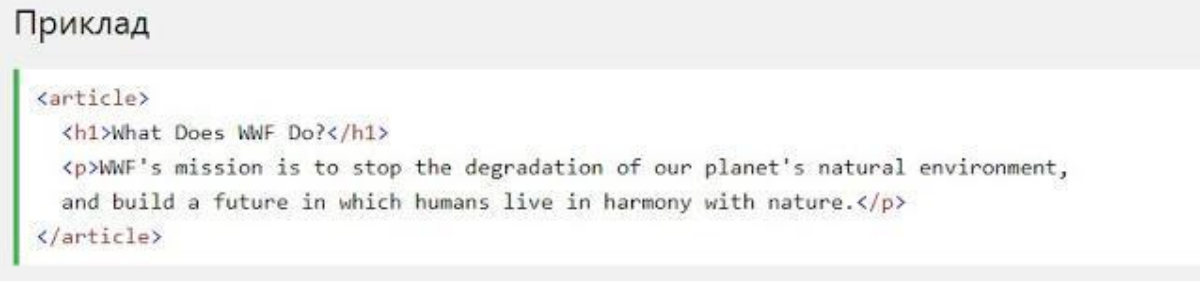 Приклад
<article>
<h1>What Does WWF Do?</h1>
<p>WWF's mission is to stop the degradation of our planet's natural environment,
and build a future in which humans live in harmony with nature.</p>
</article>